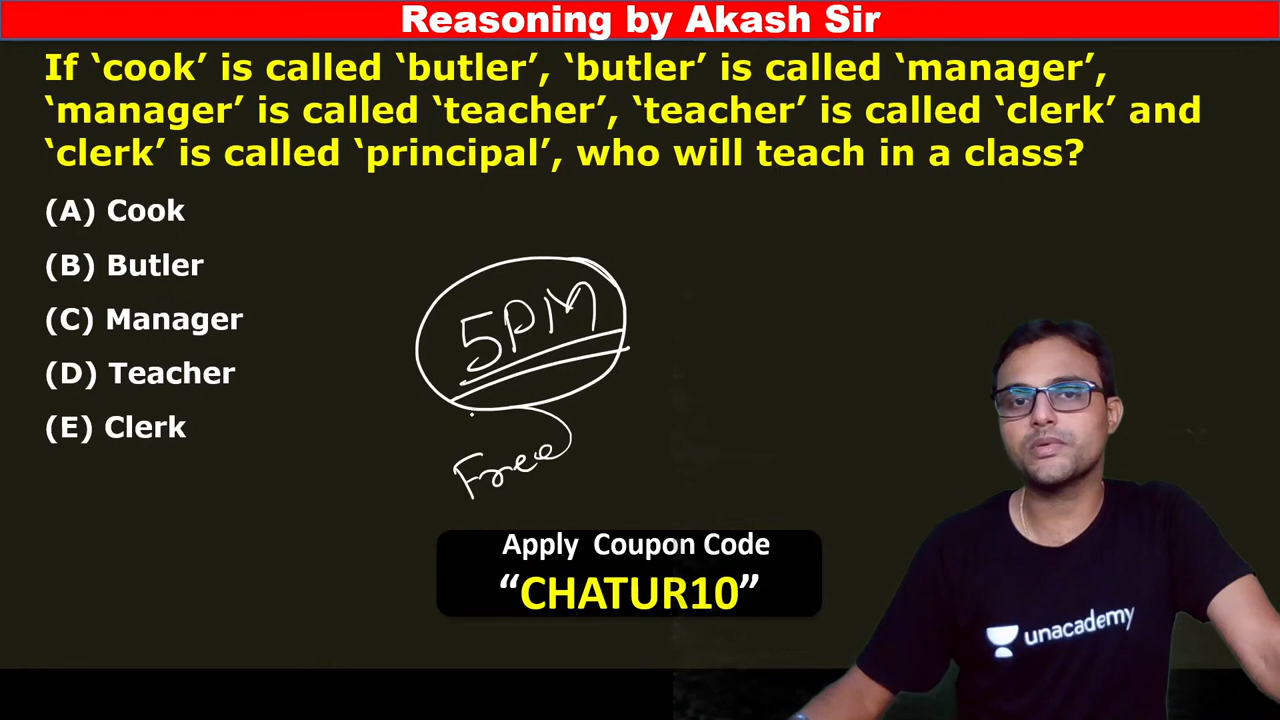 Reasoning by Akash Sir
If ‘cook’ is called ‘butler’, ‘butler’ is called ‘manager’,
‘manager’ is called ‘teacher’, ‘teacher’ is called ‘clerk’ and
‘clerk’ is called ‘principal’, who will teach in a class?
(A) Cook
(B) Butler
(C) Manager
(D) Teacher
(E) Clerk
5PM
Free
Apply Coupon Code
“CHATUR10”
unacademy